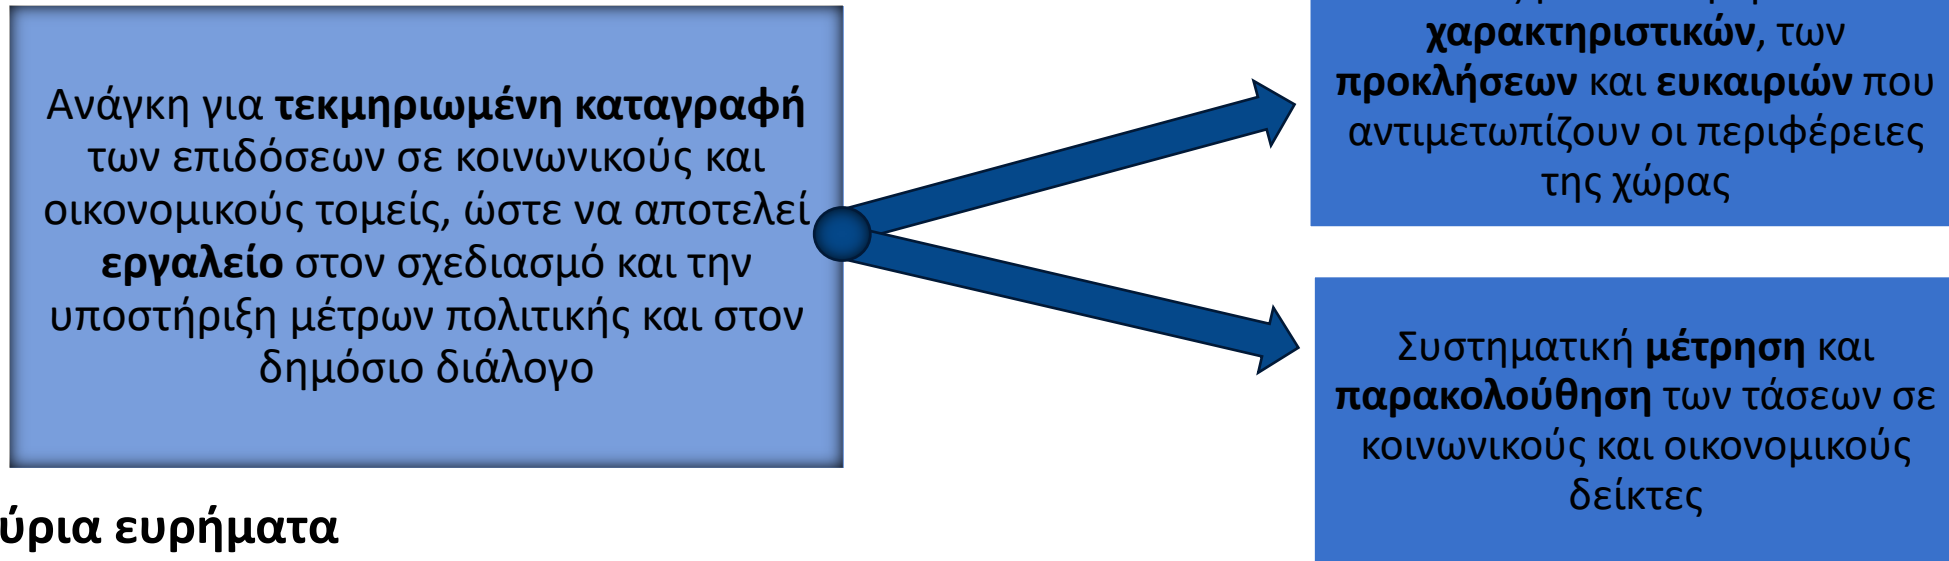 Ανάγκη για τεκμηριωμένη καταγραφή
των επιδόσεων σε κοινωνικούς και
οικονομικούς τομείς, ώστε να αποτελεί
εργαλείο στον σχεδιασμό και την
υποστήριξη μέτρων πολιτικής και στον
δημόσιο διάλογο
χαρακτηριστικών, των
προκλήσεων και ευκαιριών που
αντιμετωπίζουν οι περιφέρειες
της χώρας
Συστηματική μέτρηση και
παρακολούθηση των τάσεων σε
κοινωνικούς και οικονομικούς
δείκτες
ύρια ευρήματα